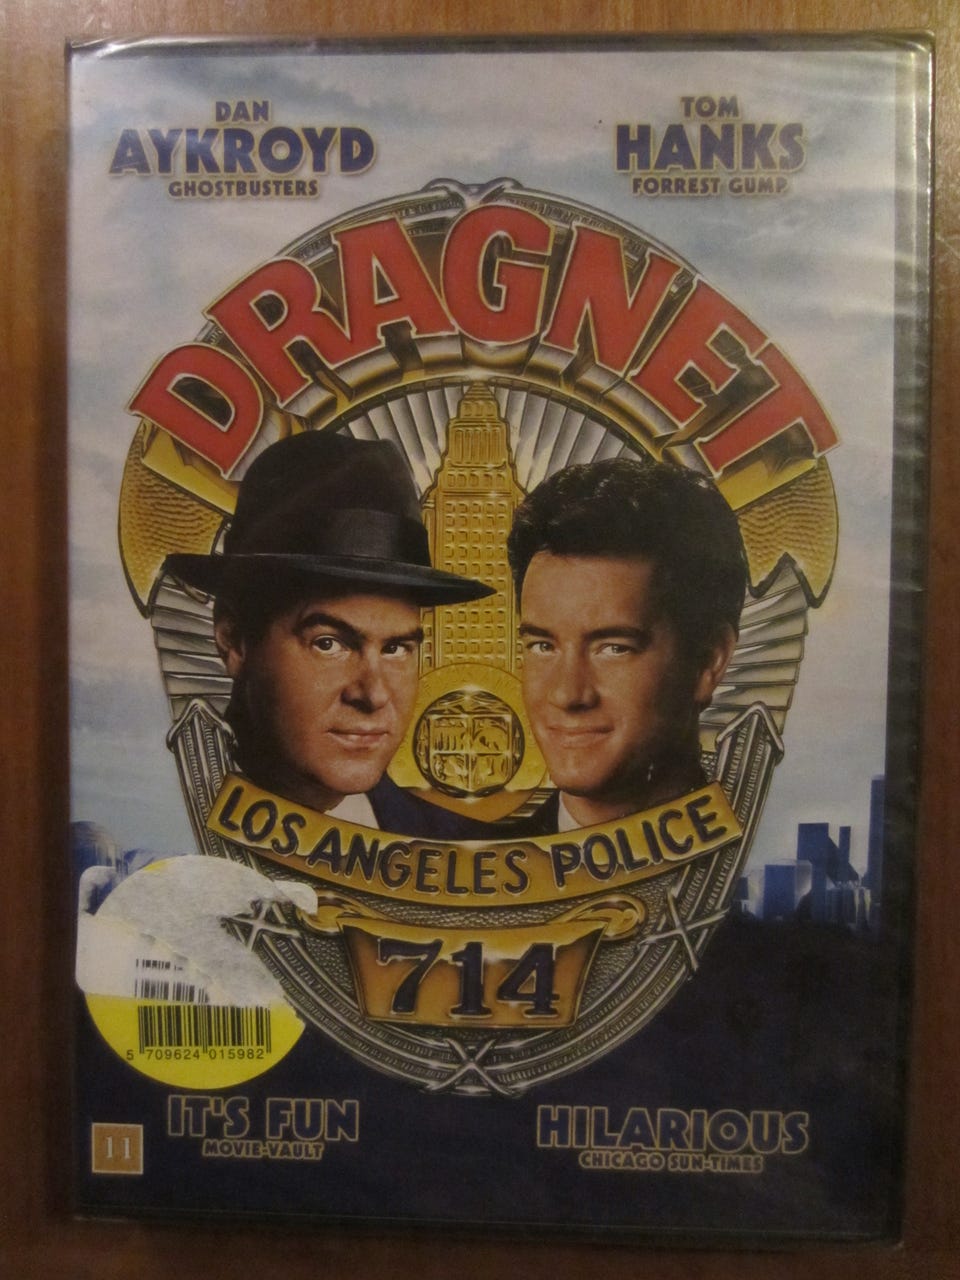 DAN
AYKROYD
GHOSTBUSTERS
TOM
HANKS
FORREST GUMP
DRAGNET
LOS ANGELES POLICE
714
5 709624 015982
IT'S FUN
MOVIE-VAULT
HILARIOUS
CHICAGO SUN-TIMES
11